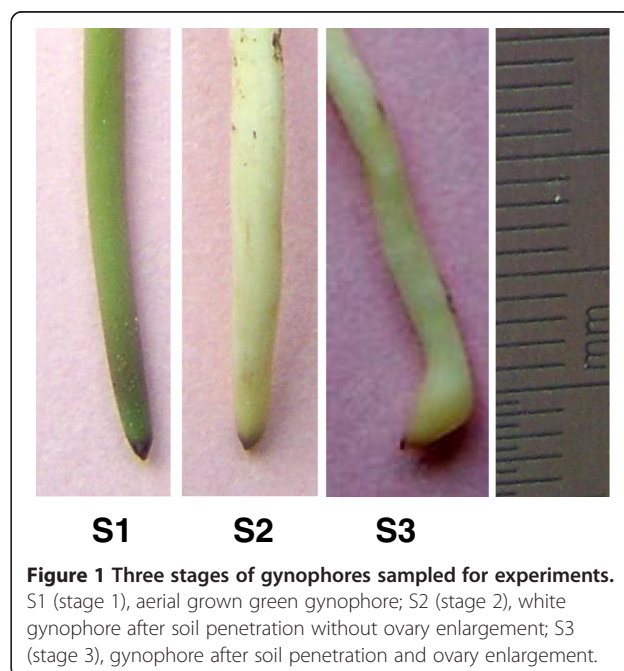 mm
S1
S2
S3
Figure 1 Three stages of gynophores sampled for experiments.
S1 (stage 1), aerial grown green gynophore; S2 (stage 2), white
gynophore after soil penetration without ovary enlargement; S3
(stage 3), gynophore after soil penetration and ovary enlargement.